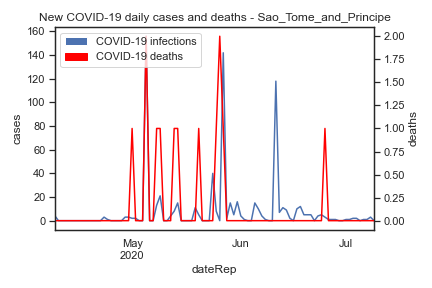 New COVID-19 daily cases and deaths - Sao_Tome_and_Principe
COVID-19 infections
COVID-19 deaths
160
140
120
100
80
60
40
20
0
cases
2.00
1.75
1.50
1.25
1.00
0.75
0.50
0.25
0.00
deaths
May
2020
Jun
Jul
dateRep